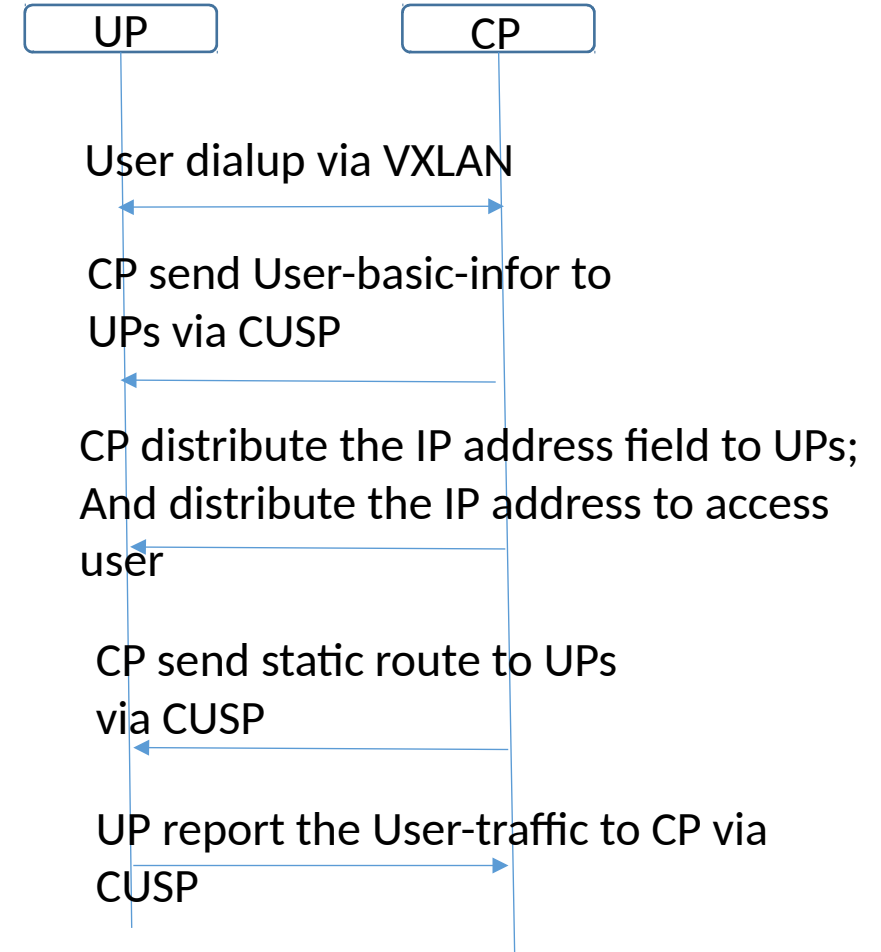 UP
CP
User dialup via VXLAN
CP send User-basic-infor to
UPs via CUSP
CP distribute the IP address field to UPs;
And distribute the IP address to access
user
CP send static route to UPs
via CUSP
UP report the User-traffic to CP via
CUSP